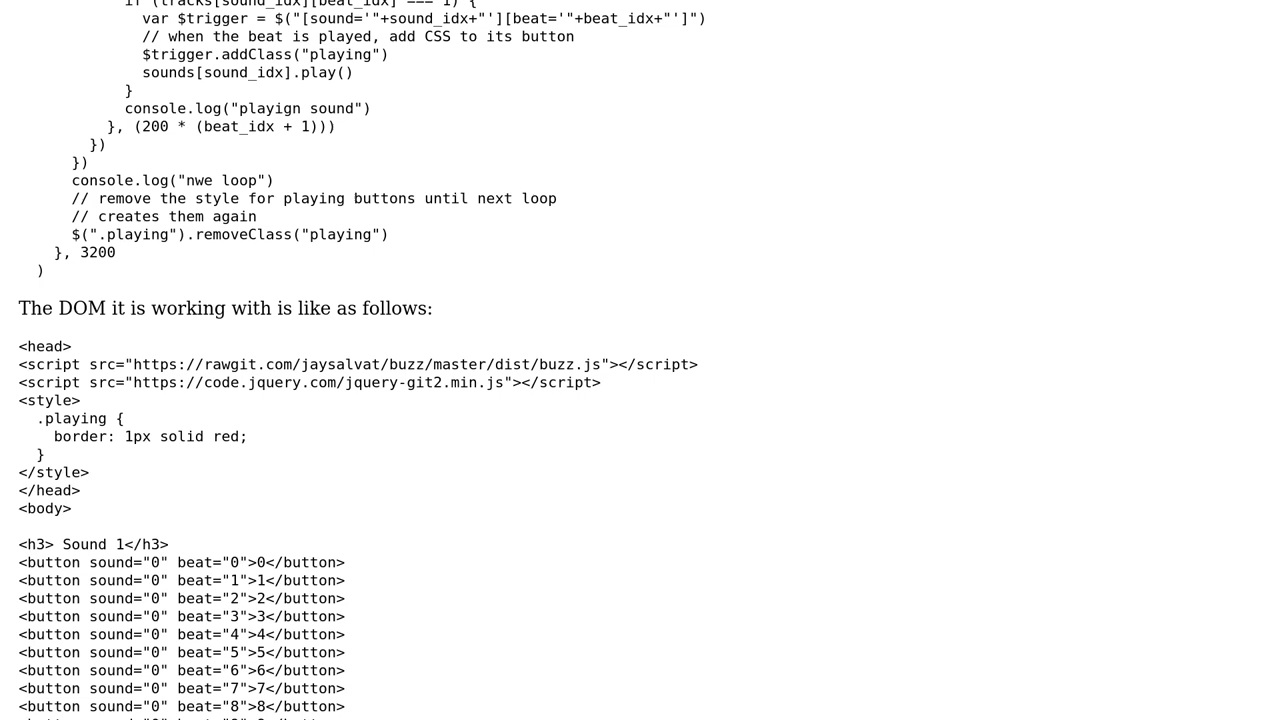 if (tracks[sound_idx][beat_idx] === 1) {
var $trigger = $("[sound='"+sound_idx+"'][beat='"+beat_idx+"']")
// when the beat is played, add CSS to its button
$trigger.addClass("playing")
sounds[sound_idx].play()
}
console.log("playign sound")
}, (200 * (beat_idx + 1)))
})
})
console.log("nwe loop")
// remove the style for playing buttons until next loop
// creates them again
$(".playing").removeClass("playing")
}, 3200
)
The DOM it is working with is like as follows:
<head>
<script src="https://rawgit.com/jaysalvat/buzz/master/dist/buzz.js"></script>
<script src="https://code.jquery.com/jquery-git2.min.js"></script>
<style>
.playing {
border: 1px solid red;
}
</style>
</head>
<body>
<h3> Sound 1</h3>
<button sound="0" beat="0">0</button>
<button sound="0" beat="1">1</button>
<button sound="0" beat="2">2</button>
<button sound="0" beat="3">3</button>
<button sound="0" beat="4">4</button>
<button sound="0" beat="5">5</button>
<button sound="0" beat="6">6</button>
<button sound="0" beat="7">7</button>
<button sound="0" beat="8">8</button>